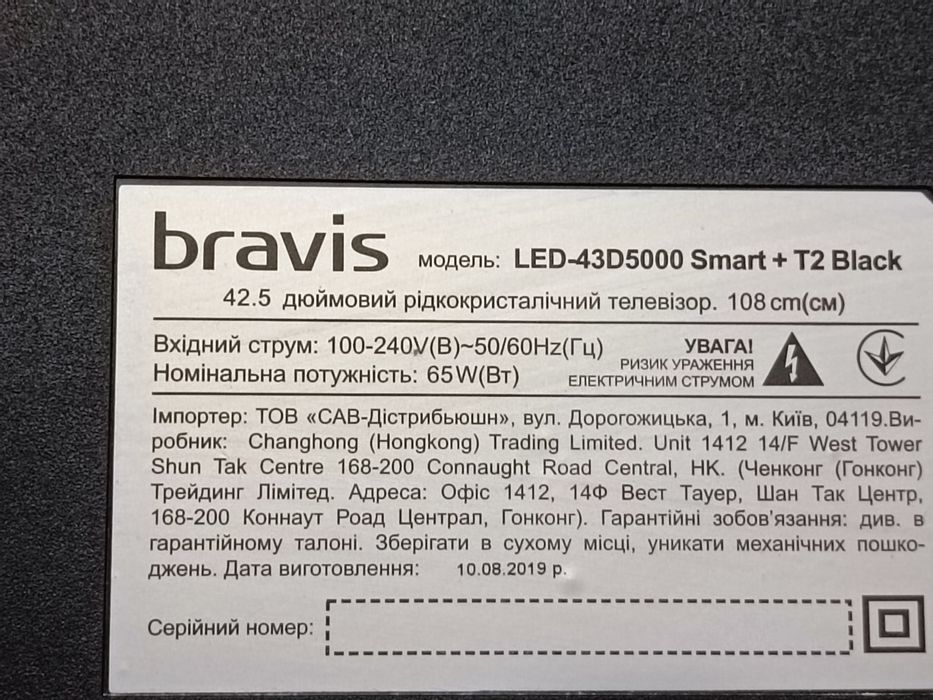 bravis модель: LED-43D5000 Smart + T2 Black
42.5 дюймовий рідкокристалічний телевізор. 108 cm(см)
Вхідний струм: 100-240V(В)~50/60Hz(Гц)
Номінальна потужність: 65W(Вт)
УВАГА!
РИЗИК УРАЖЕННЯ
ЕЛЕКТРИЧНИМ СТРУМОМ
Імпортер: ТОВ «САВ-Дістрибьюшн», вул. Дорогожицька, 1, м. Київ, 04119.Ви-
робник: Changhong (Hongkong) Trading Limited. Unit 1412 14/F West Tower
Shun Tak Centre 168-200 Connaught Road Central, HK. (Ченконг (Гонконг)
Трейдинг Лімітед. Адреса: Офіс 1412, 14Ф Вест Тауер, Шан Так Центр,
168-200 Коннаут Роад Централ, Гонконг). Гарантійні зобов'язання: див. в
гарантійному талоні. Зберігати в сухому місці, уникати механічних пошко-
джень. Дата виготовлення: 10.08.2019 р.
Серійний номер: